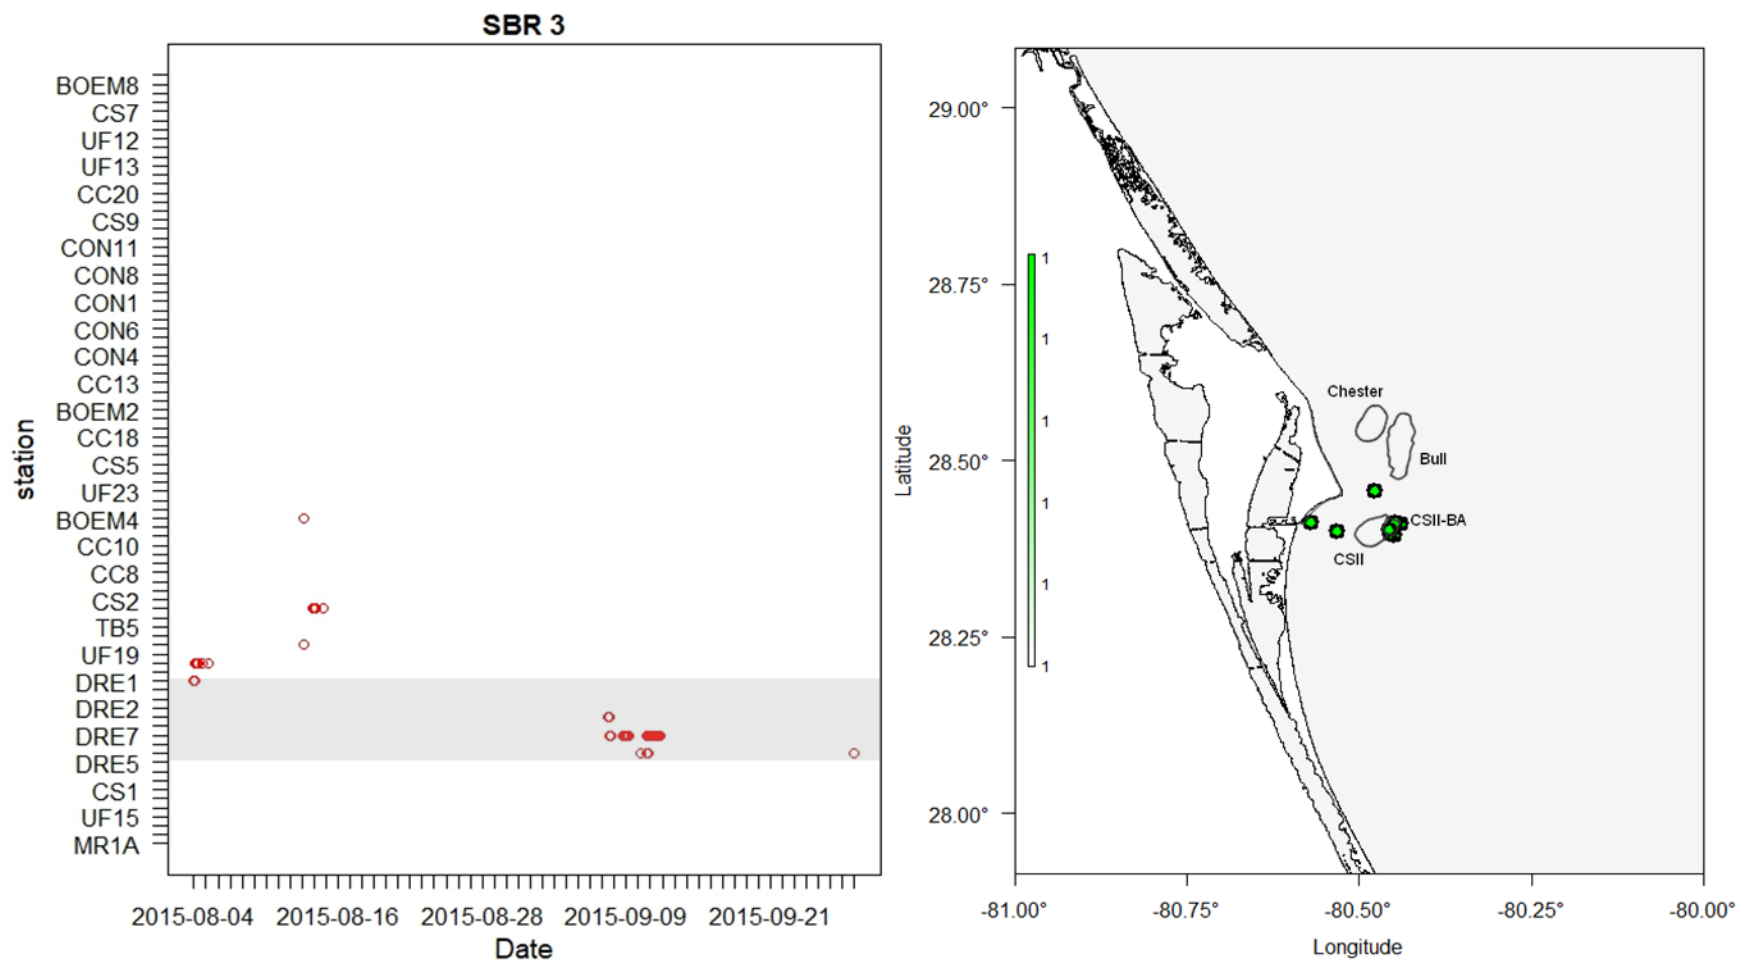 SBR 3
BOEM8
CS7
UF12
UF13
CC20
CS9
CON11
CON8
CON1
CON6
CON4
CC13
BOEM2
CC18
CS5
UF23
BOEM4
CC10
CC8
CS2
TB5
UF19
DRE1
DRE2
DRE7
DRE5
CS1
UF15
MR1A
station
2015-08-04 2015-08-16 2015-08-28 2015-09-09 2015-09-21
Date
29.00°
28.75°
28.50°
28.25°
28.00°
Latitude
1
1
1
1
1
1
Chester
Bull
CSII-BA
CSII
-81.00° -80.75° -80.50° -80.25° -80.00°
Longitude